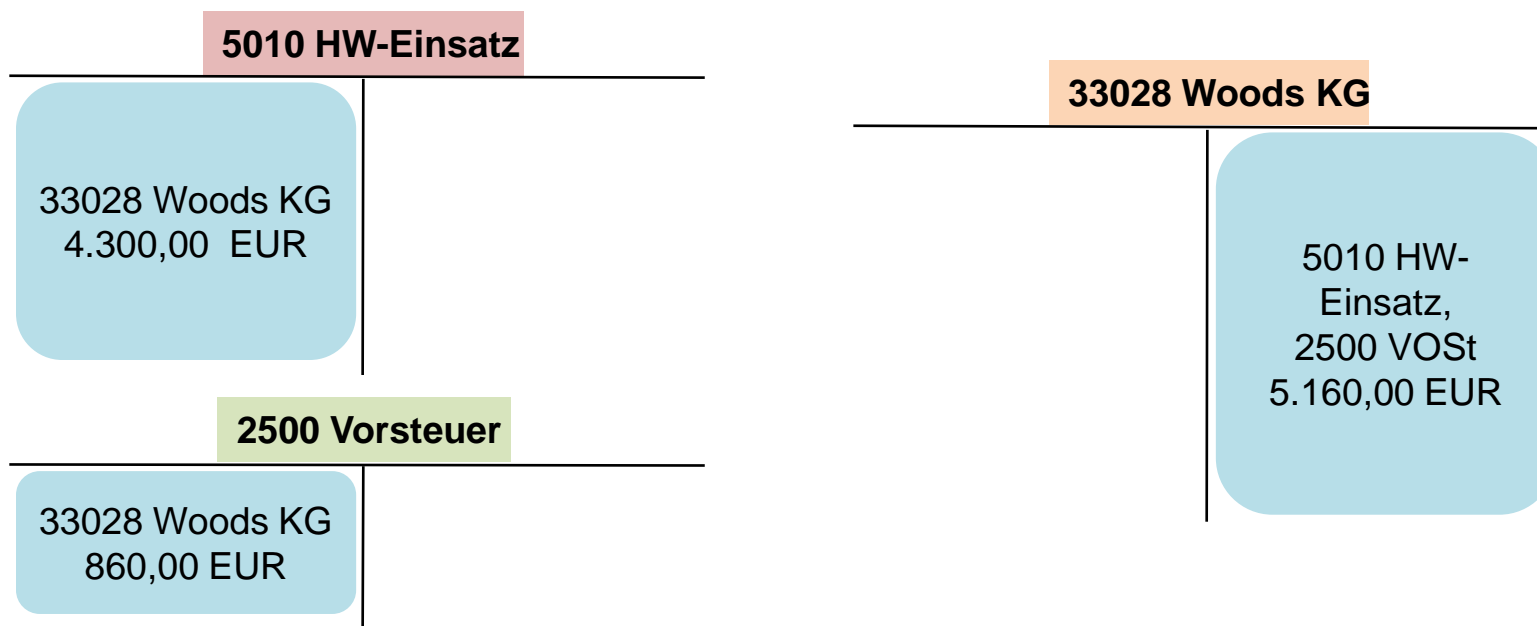 5010 HW-Einsatz
33028 Woods KG
4.300,00 EUR
2500 Vorsteuer
33028 Woods KG
860,00 EUR
33028 Woods KG
5010 HW-
Einsatz,
2500 VOSt
5.160,00 EUR